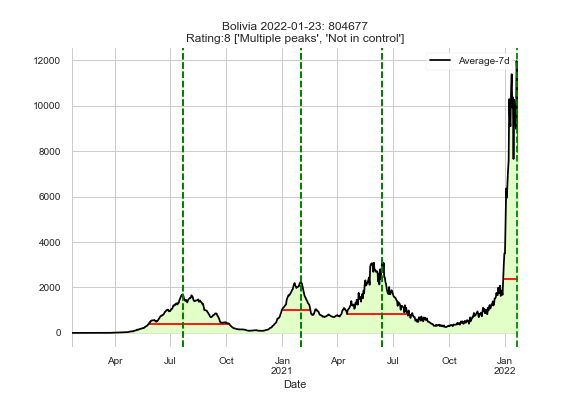 Bolivia 2022-01-23: 804677
Rating:8 ['Multiple peaks', 'Not in control']
Average-7d
12000
10000
8000
6000
4000
2000
0
Apr Jul Oct Jan Apr Jul Oct Jan
2021 2022
Date